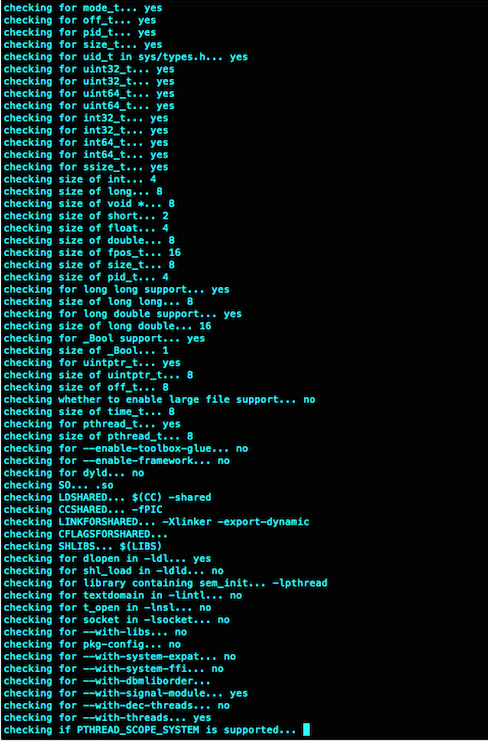 checking for mode_t... yes
checking for off_t... yes
checking for pid_t... yes
checking for size_t... yes
checking for uid_t in sys/types.h... yes
checking for uint32_t... yes
checking for uint32_t... yes
checking for uint64_t... yes
checking for uint64_t... yes
checking for int32_t... yes
checking for int32_t... yes
checking for int64_t... yes
checking for int64_t... yes
checking for ssize_t... yes
checking size of int... 4
checking size of long... 8
checking size of void *... 8
checking size of short... 2
checking size of float... 4
checking size of double... 8
checking size of fpos_t... 16
checking size of size_t... 8
checking size of pid_t... 4
checking for long long support... yes
checking size of long long... 8
checking for long double support... yes
checking size of long double... 16
checking for _Bool support... yes
checking size of _Bool... 1
checking for uintptr_t... yes
checking size of uintptr_t... 8
checking size of off_t... 8
checking whether to enable large file support... no
checking size of time_t... 8
checking for pthread_t... yes
checking size of pthread_t... 8
checking for --enable-toolbox-glue... no
checking for --enable-framework... no
checking for dyld... no
checking SO... .so
checking LDSHARED... $(CC) -shared
checking CCSHARED... -fPIC
checking LINKFORSHARED... -Xlinker -export-dynamic
checking CFLAGSFORSHARED...
checking SHLIBS... $(LIBS)
checking for dlopen in -ldl... yes
checking for shl_load in -ldld... no
checking for library containing sem_init... -lpthread
checking for textdomain in -lintl... no
checking for t_open in -lnsl... no
checking for socket in -lsocket... no
checking for --with-libs... no
checking for pkg-config... no
checking for --with-system-expat... no
checking for --with-system-ffi... no
checking for --with-dbmliborder...
checking for --with-signal-module... yes
checking for --with-dec-threads... no
checking for --with-threads... yes
checking if PTHREAD_SCOPE_SYSTEM is supported...